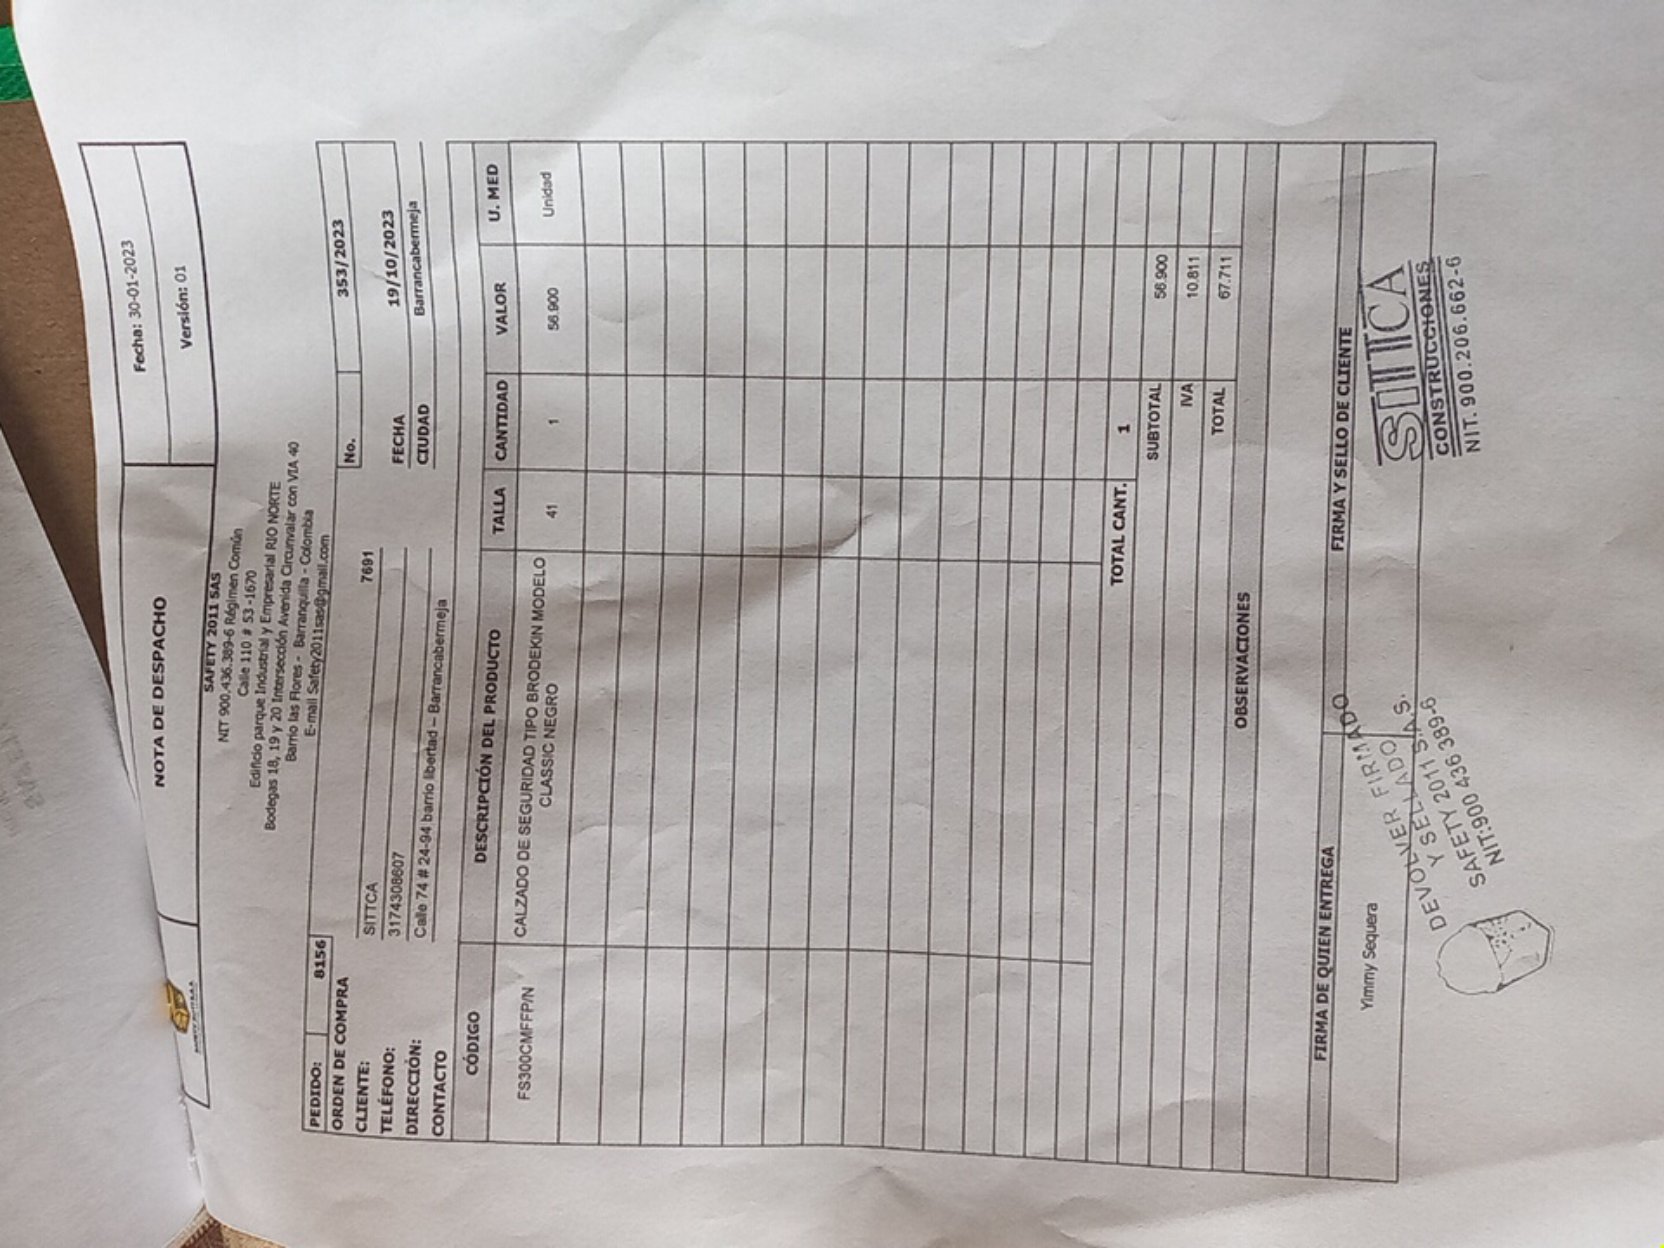 NOTA DE DESPACHO
Fecha: 30-01-2023
Versión: 01
SAFETY 2011 SAS
NIT 900.436.389-6 Régimen Común
Calle 110 # 53 -1670
Edificio parque Industrial y Empresarial RIO NORTE
Bodegas 18, 19 y 20 Intersección Avenida Circunvalar con VIA 40
Barrio las Flores - Barranquilla - Colombia
E-mail Safety2011sas@gmail.com
PEDIDO: 8156
ORDEN DE COMPRA 7691 No. 353/2023
CLIENTE: SITTCA
TELÉFONO: 3174308607 FECHA 19/10/2023
DIRECCIÓN: Calle 74 # 24-94 barrio libertad – Barrancabermeja CIUDAD Barrancabermeja
CONTACTO
CÓDIGO DESCRIPCIÓN DEL PRODUCTO TALLA CANTIDAD VALOR U. MED
FS300CMFFP/N CALZADO DE SEGURIDAD TIPO BRODEKIN MODELO 41 1 56.900 Unidad
CLASSIC NEGRO
TOTAL CANT. 1
SUBTOTAL 56.900
IVA 10.811
TOTAL 67.711
OBSERVACIONES
FIRMA DE QUIEN ENTREGA FIRMA Y SELLO DE CLIENTE
Yimmy Sequera
DEVOLVER FIRMADO
Y SELLADO
SAFETY 2011 S.A.S.
NIT:900 436 389-6
SITTCA
CONSTRUCCIONES
NIT. 900.206.662-6